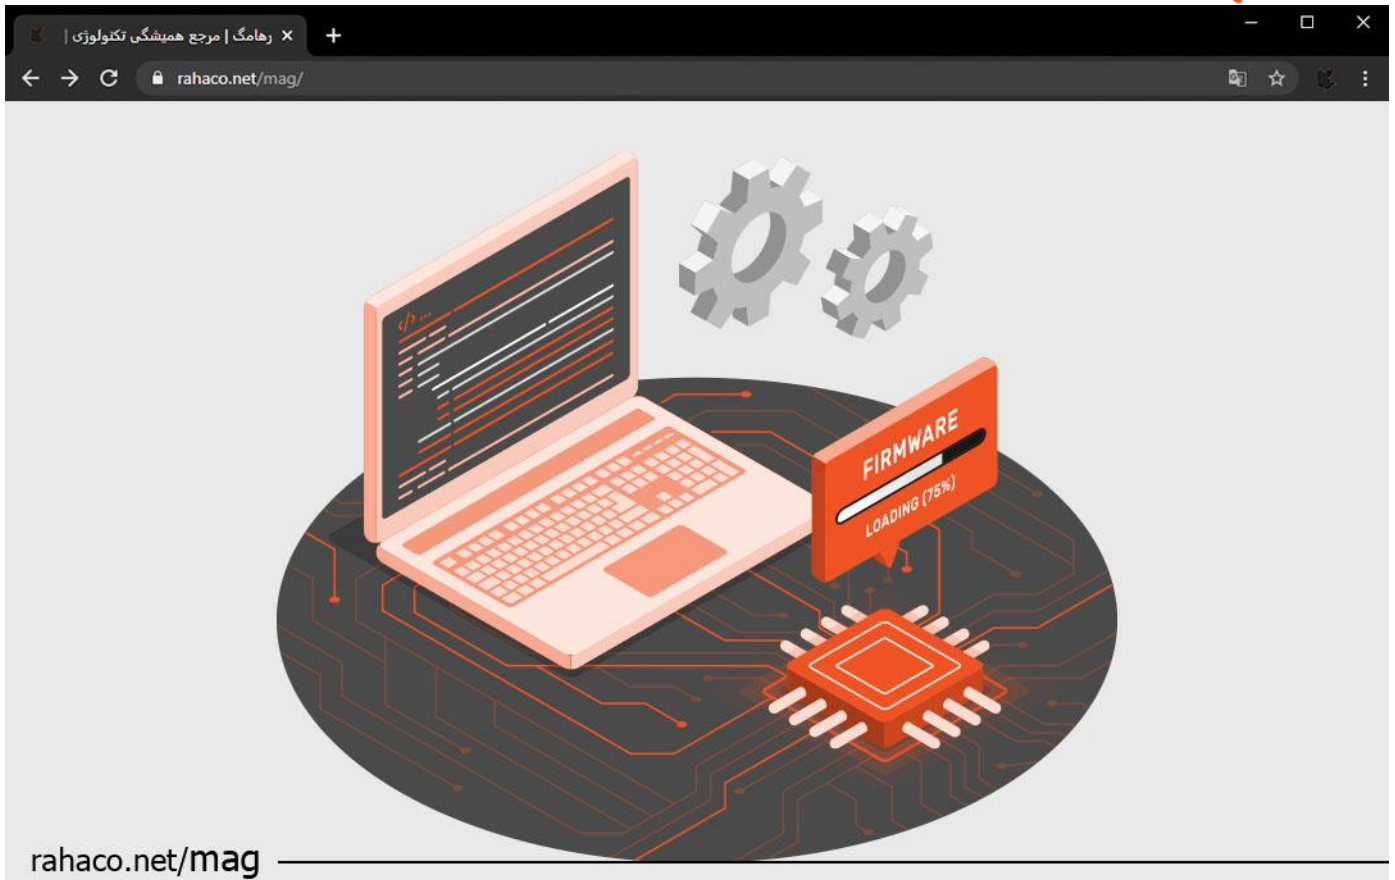 رهامگ | مرجع همیشگی تکنولوژی |
rahaco.net/mag/
</> ...
FIRMWARE
LOADING (75%)
rahaco.net/mag